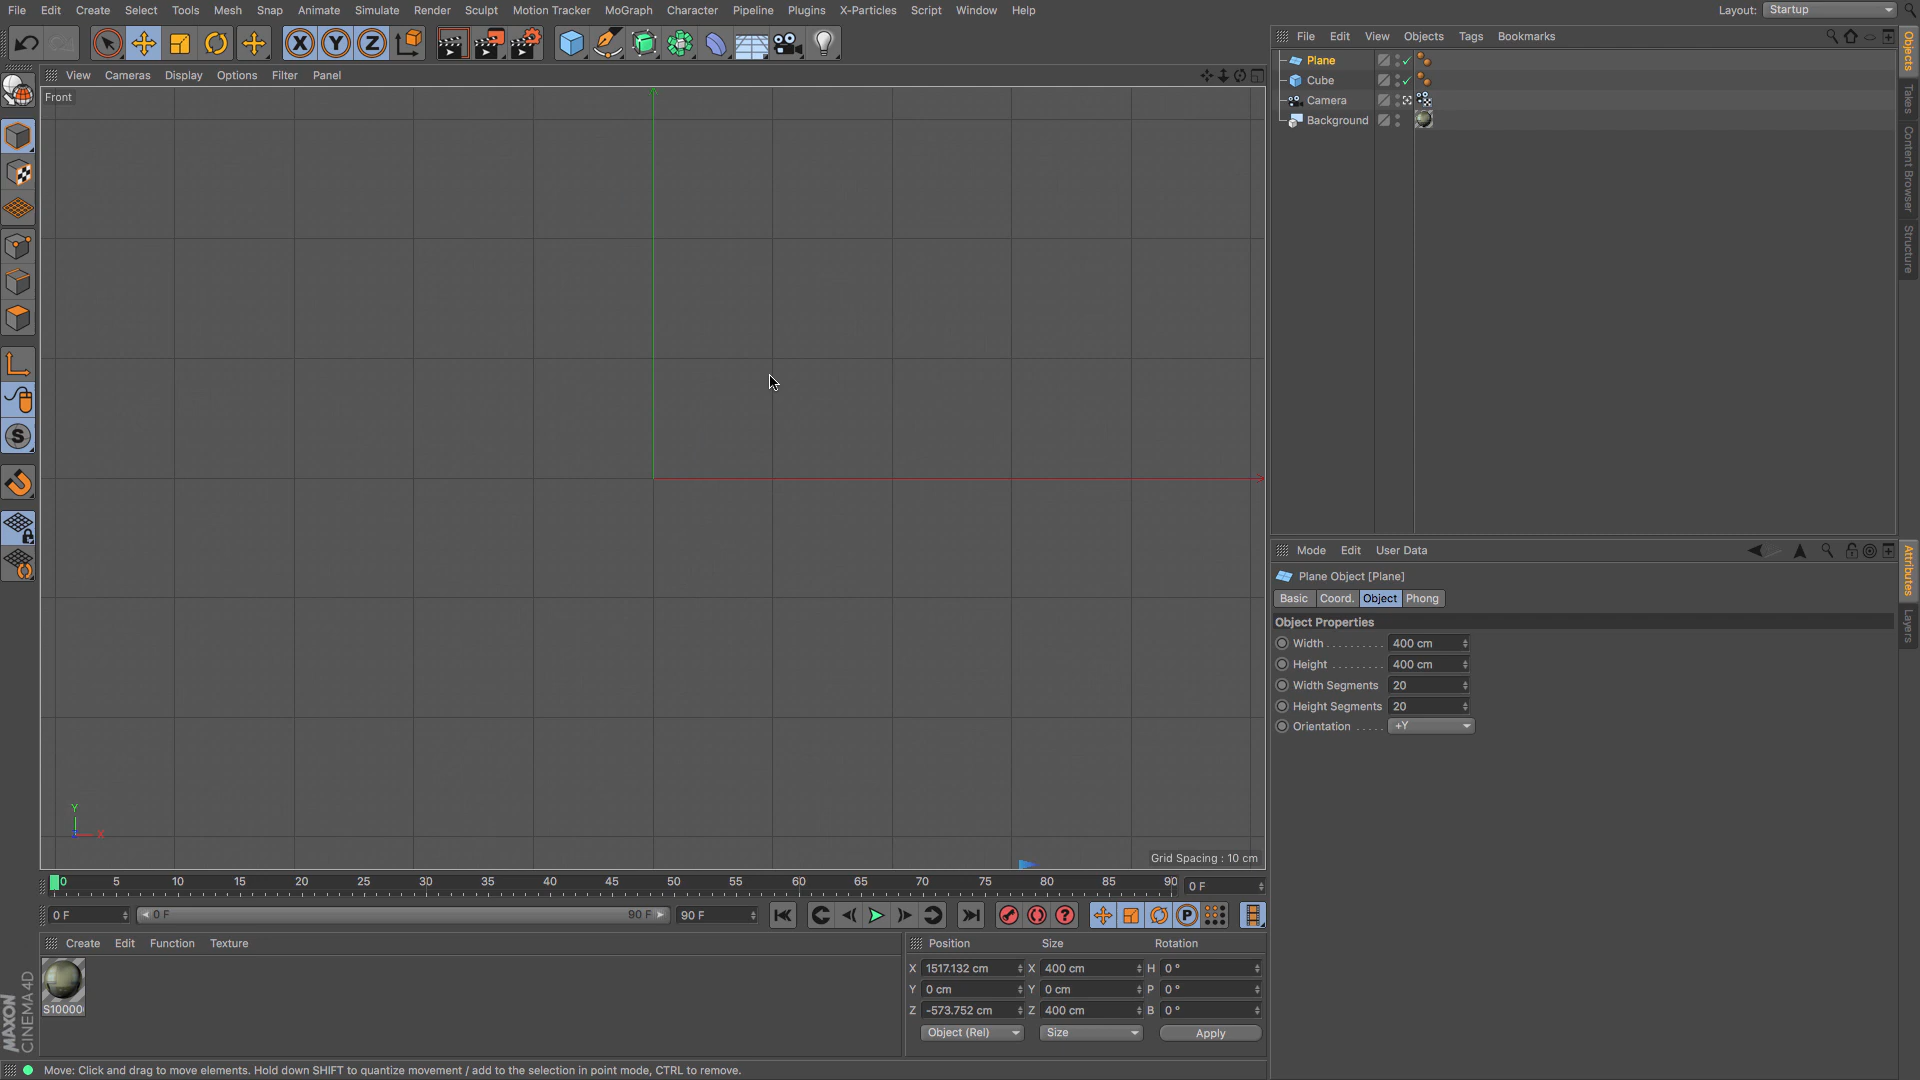 File Edit Create Select Tools Mesh Snap Animate Simulate Render Sculpt Motion Tracker MoGraph Character Pipeline Plugins X-Particles Script Window Help Layout: Startup
File Edit View Objects Tags Bookmarks
View Cameras Display Options Filter Panel
Front
Plane
Cube
Camera
Background
Objects
Takes
Content Browser
Structure
Mode Edit User Data
Plane Object [Plane]
Basic Coord. Object Phong
Object Properties
Width 400 cm
Height 400 cm
Width Segments 20
Height Segments 20
Orientation +Y
Attributes
Layers
Y
X
Grid Spacing : 10 cm
0 5 10 15 20 25 30 35 40 45 50 55 60 65 70 75 80 85 90 0 F
0 F 0 F 90 F 90 F
Create Edit Function Texture
S10000
Position Size Rotation
X 1517.132 cm X 400 cm H 0 °
Y 0 cm Y 0 cm P 0 °
Z -573.752 cm Z 400 cm B 0 °
Object (Rel) Size Apply
MAXON
CINEMA 4D
Move: Click and drag to move elements. Hold down SHIFT to quantize movement / add to the selection in point mode, CTRL to remove.